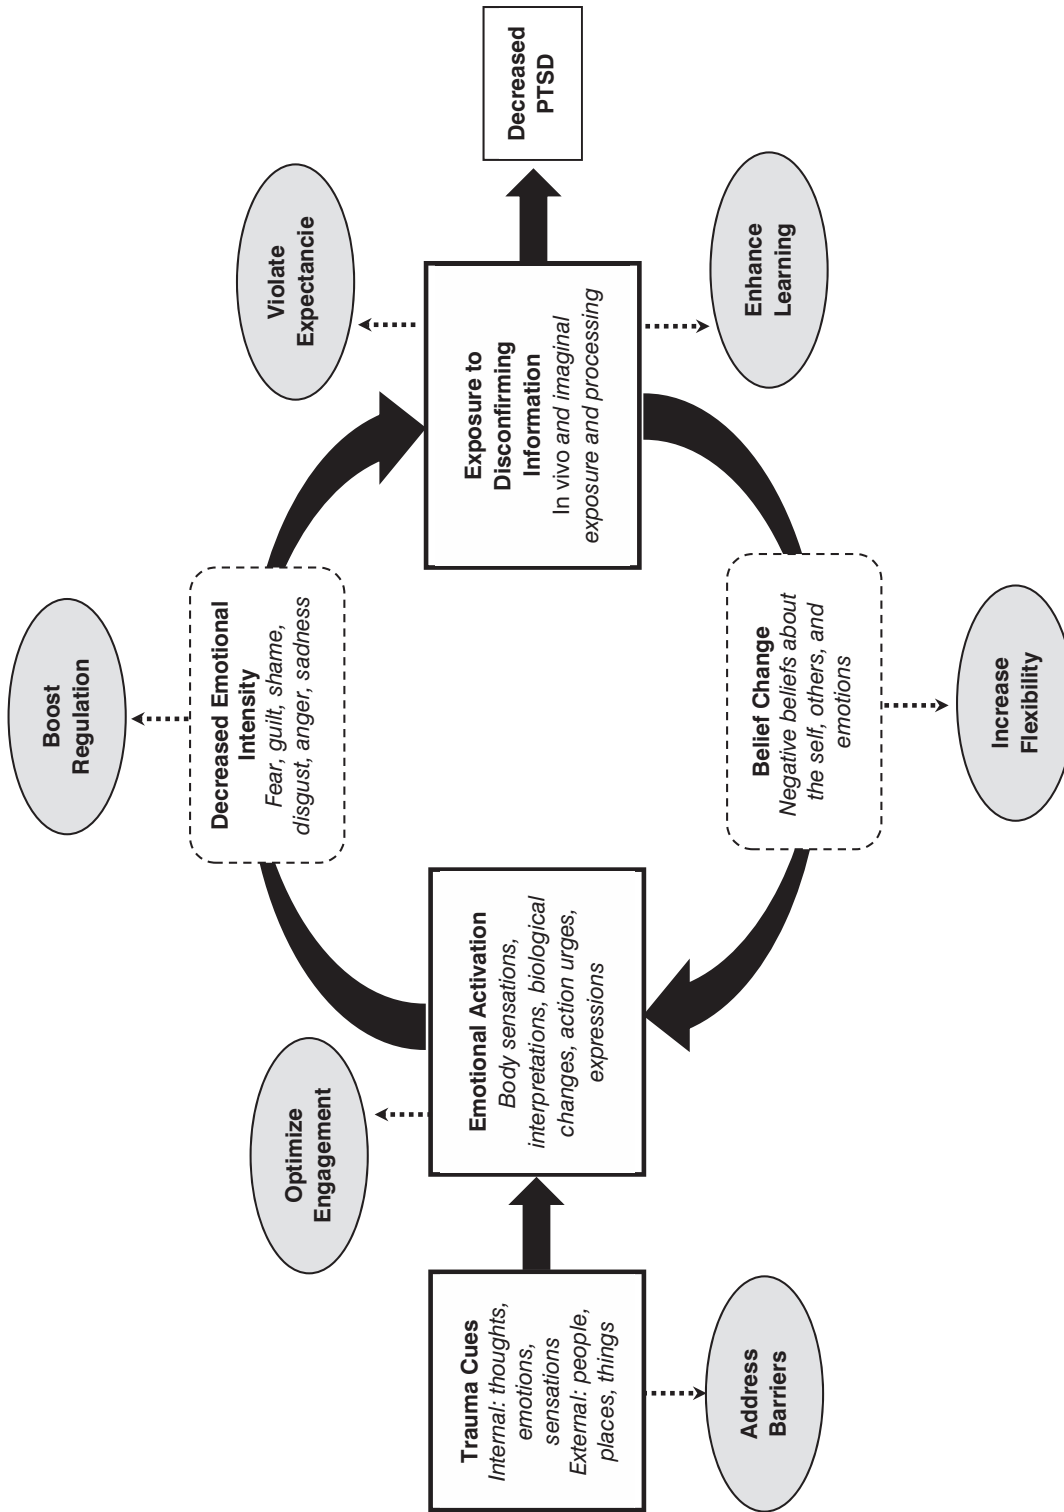 Trauma Cues
Internal: thoughts,
emotions,
sensations
External: people,
places, things
Address
Barriers
Optimize
Engagement
Emotional Activation
Body sensations,
interpretations, biological
changes, action urges,
expressions
Boost
Regulation
Decreased Emotional
Intensity
Fear, guilt, shame,
disgust, anger, sadness
Belief Change
Negative beliefs about
the self, others, and
emotions
Increase
Flexibility
Violate
Expectancie
Exposure to
Disconfirming
Information
In vivo and imaginal
exposure and processing
Enhance
Learning
Decreased
PTSD